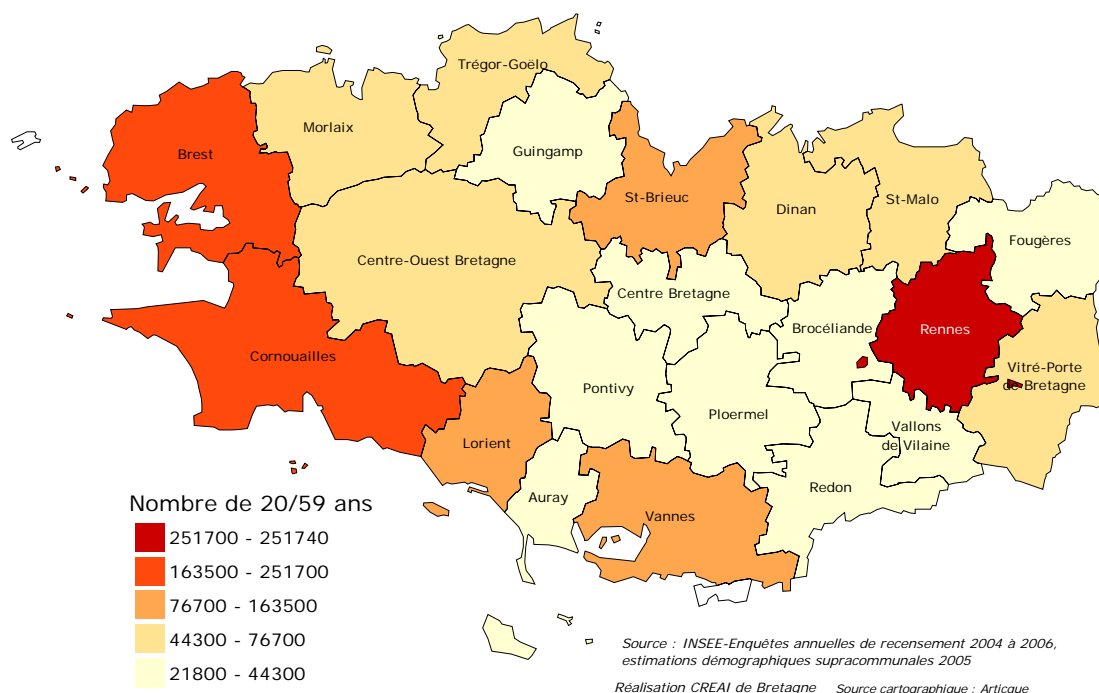 Trégor-Goëlo
Morlaix
Brest
Guingamp
St-Brieuc
Dinan
St-Malo
Fougères
Centre-Ouest Bretagne
Centre Bretagne
Brocéliande
Rennes
Cornouailles
Vitré-Porte
de Bretagne
Pontivy
Ploermel
Vallons
de Vilaine
Lorient
Redon
Auray
Vannes
Nombre de 20/59 ans
251700 - 251740
163500 - 251700
76700 - 163500
44300 - 76700
21800 - 44300
Source : INSEE-Enquêtes annuelles de recensement 2004 à 2006,
estimations démographiques supracommunales 2005
Réalisation CREAI de Bretagne Source cartographique : Articque